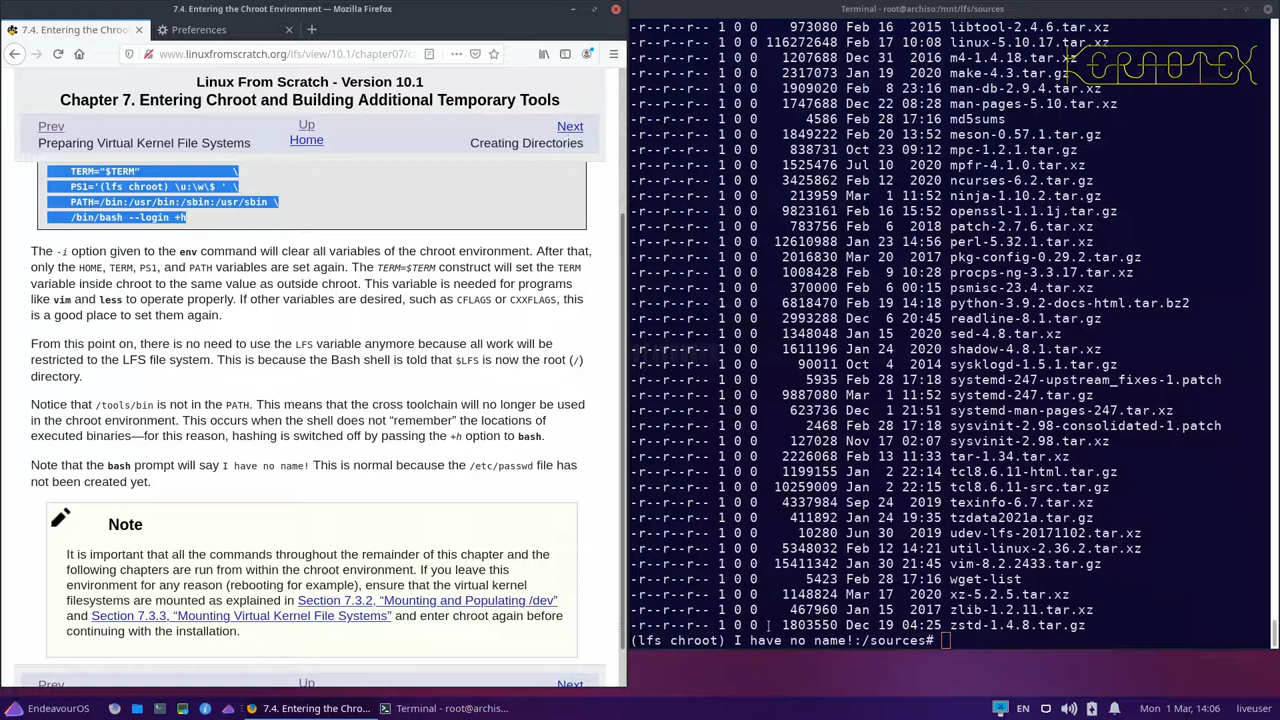 7.4. Entering the Chroot Environment — Mozilla Firefox
7.4. Entering the Chroo
Preferences
www.linuxfromscratch.org/lfs/view/10.1/chapter07/c
Linux From Scratch - Version 10.1
Chapter 7. Entering Chroot and Building Additional Temporary Tools
Prev
Up
Next
Preparing Virtual Kernel File Systems
Home
Creating Directories
TERM="$TERM" \
PS1='(lfs chroot) \u:\w\$ ' \
PATH=/bin:/usr/bin:/sbin:/usr/sbin \
/bin/bash --login +h
The -i option given to the env command will clear all variables of the chroot environment. After that,
only the HOME, TERM, PS1, and PATH variables are set again. The TERM=$TERM construct will set the TERM
variable inside chroot to the same value as outside chroot. This variable is needed for programs
like vim and less to operate properly. If other variables are desired, such as CFLAGS or CXXFLAGS, this
is a good place to set them again.
From this point on, there is no need to use the LFS variable anymore because all work will be
restricted to the LFS file system. This is because the Bash shell is told that $LFS is now the root (/)
directory.
Notice that /tools/bin is not in the PATH. This means that the cross toolchain will no longer be used
in the chroot environment. This occurs when the shell does not “remember” the locations of
executed binaries—for this reason, hashing is switched off by passing the +h option to bash.
Note that the bash prompt will say I have no name! This is normal because the /etc/passwd file has
not been created yet.
Note
It is important that all the commands throughout the remainder of this chapter and the
following chapters are run from within the chroot environment. If you leave this
environment for any reason (rebooting for example), ensure that the virtual kernel
filesystems are mounted as explained in Section 7.3.2, “Mounting and Populating /dev”
and Section 7.3.3, “Mounting Virtual Kernel File Systems” and enter chroot again before
continuing with the installation.
Prev
Up
Next
Terminal - root@archiso:/mnt/lfs/sources
-r--r--r-- 1 0 0 973080 Feb 16 2015 libtool-2.4.6.tar.xz
-r--r--r-- 1 0 0 116272648 Feb 17 10:08 linux-5.10.17.tar.xz
-r--r--r-- 1 0 0 1207688 Dec 31 2016 m4-1.4.18.tar.xz
-r--r--r-- 1 0 0 2317073 Jan 19 2020 make-4.3.tar.gz
-r--r--r-- 1 0 0 1909020 Feb 8 23:16 man-db-2.9.4.tar.xz
-r--r--r-- 1 0 0 1747688 Dec 22 08:28 man-pages-5.10.tar.xz
-r--r--r-- 1 0 0 4586 Feb 28 17:16 md5sums
-r--r--r-- 1 0 0 1849222 Feb 20 13:52 meson-0.57.1.tar.gz
-r--r--r-- 1 0 0 838731 Oct 23 09:12 mpc-1.2.1.tar.gz
-r--r--r-- 1 0 0 1525476 Jul 10 2020 mpfr-4.1.0.tar.xz
-r--r--r-- 1 0 0 3425862 Feb 12 2020 ncurses-6.2.tar.gz
-r--r--r-- 1 0 0 213959 Mar 1 11:52 ninja-1.10.2.tar.gz
-r--r--r-- 1 0 0 9823161 Feb 16 15:52 openssl-1.1.1j.tar.gz
-r--r--r-- 1 0 0 783756 Feb 6 2018 patch-2.7.6.tar.xz
-r--r--r-- 1 0 0 12610988 Jan 23 14:56 perl-5.32.1.tar.xz
-r--r--r-- 1 0 0 2016830 Mar 20 2017 pkg-config-0.29.2.tar.gz
-r--r--r-- 1 0 0 1008428 Feb 9 10:28 procps-ng-3.3.17.tar.xz
-r--r--r-- 1 0 0 370000 Feb 6 00:15 psmisc-23.4.tar.xz
-r--r--r-- 1 0 0 6818470 Feb 19 14:18 python-3.9.2-docs-html.tar.bz2
-r--r--r-- 1 0 0 2993288 Dec 6 20:45 readline-8.1.tar.gz
-r--r--r-- 1 0 0 1348048 Jan 15 2020 sed-4.8.tar.xz
-r--r--r-- 1 0 0 1611196 Jan 24 2020 shadow-4.8.1.tar.xz
-r--r--r-- 1 0 0 90011 Oct 4 2014 sysklogd-1.5.1.tar.gz
-r--r--r-- 1 0 0 5935 Feb 28 17:18 systemd-247-upstream_fixes-1.patch
-r--r--r-- 1 0 0 9887080 Mar 1 11:52 systemd-247.tar.gz
-r--r--r-- 1 0 0 623736 Dec 1 21:51 systemd-man-pages-247.tar.xz
-r--r--r-- 1 0 0 2468 Feb 28 17:18 sysvinit-2.98-consolidated-1.patch
-r--r--r-- 1 0 0 127028 Nov 17 02:07 sysvinit-2.98.tar.xz
-r--r--r-- 1 0 0 2226068 Feb 13 11:33 tar-1.34.tar.xz
-r--r--r-- 1 0 0 1199155 Jan 2 22:14 tcl8.6.11-html.tar.gz
-r--r--r-- 1 0 0 10259009 Jan 2 22:15 tcl8.6.11-src.tar.gz
-r--r--r-- 1 0 0 4337984 Sep 24 2019 texinfo-6.7.tar.xz
-r--r--r-- 1 0 0 411892 Jan 24 19:35 tzdata2021a.tar.gz
-r--r--r-- 1 0 0 10280 Jun 30 2019 udev-lfs-20171102.tar.xz
-r--r--r-- 1 0 0 5348032 Feb 12 14:21 util-linux-2.36.2.tar.xz
-r--r--r-- 1 0 0 15411342 Jan 30 21:45 vim-8.2.2433.tar.gz
-r--r--r-- 1 0 0 5423 Feb 28 17:16 wget-list
-r--r--r-- 1 0 0 1148824 Mar 17 2020 xz-5.2.5.tar.xz
-r--r--r-- 1 0 0 467960 Jan 15 2017 zlib-1.2.11.tar.xz
-r--r--r-- 1 0 0 1803550 Dec 19 04:25 zstd-1.4.8.tar.gz
(lfs chroot) I have no name!:/sources#
EndeavourOS
7.4. Entering the Chro...
Terminal - root@archis...
EN
Mon 1 Mar, 14:06
liveuser